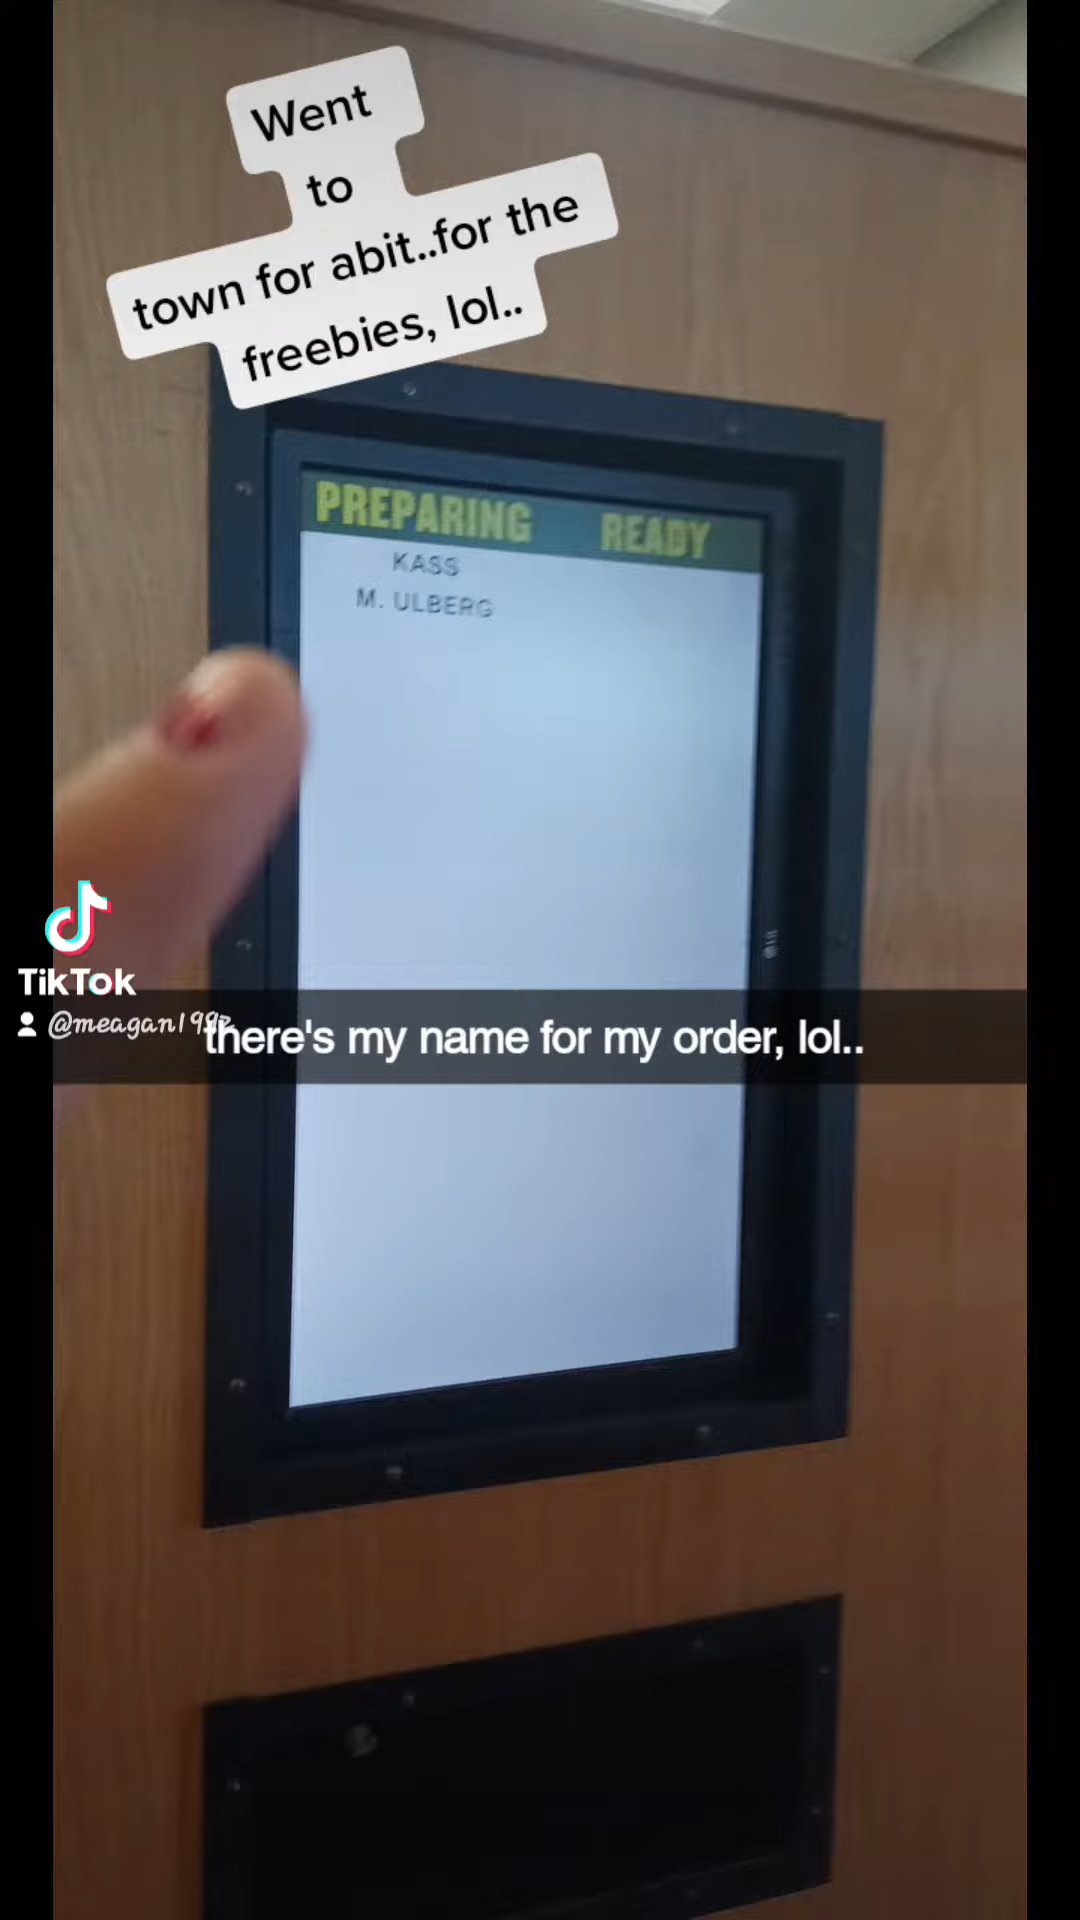 Went
to
town for abit..for the
freebies, lol..
PREPARING READY
KASS
M. ULBERG
TikTok
there's my name for my order, lol..